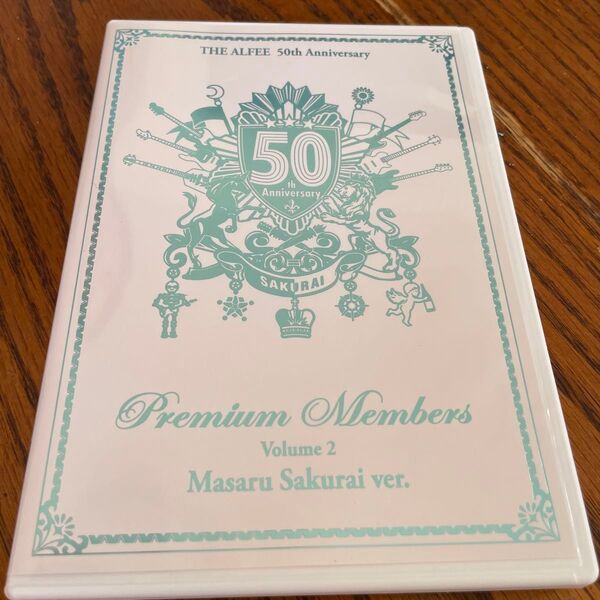 THE ALFEE 50th Anniversary
50
th
Anniversary
SAKURAI
Premium Members
Volume 2
Masaru Sakurai ver.